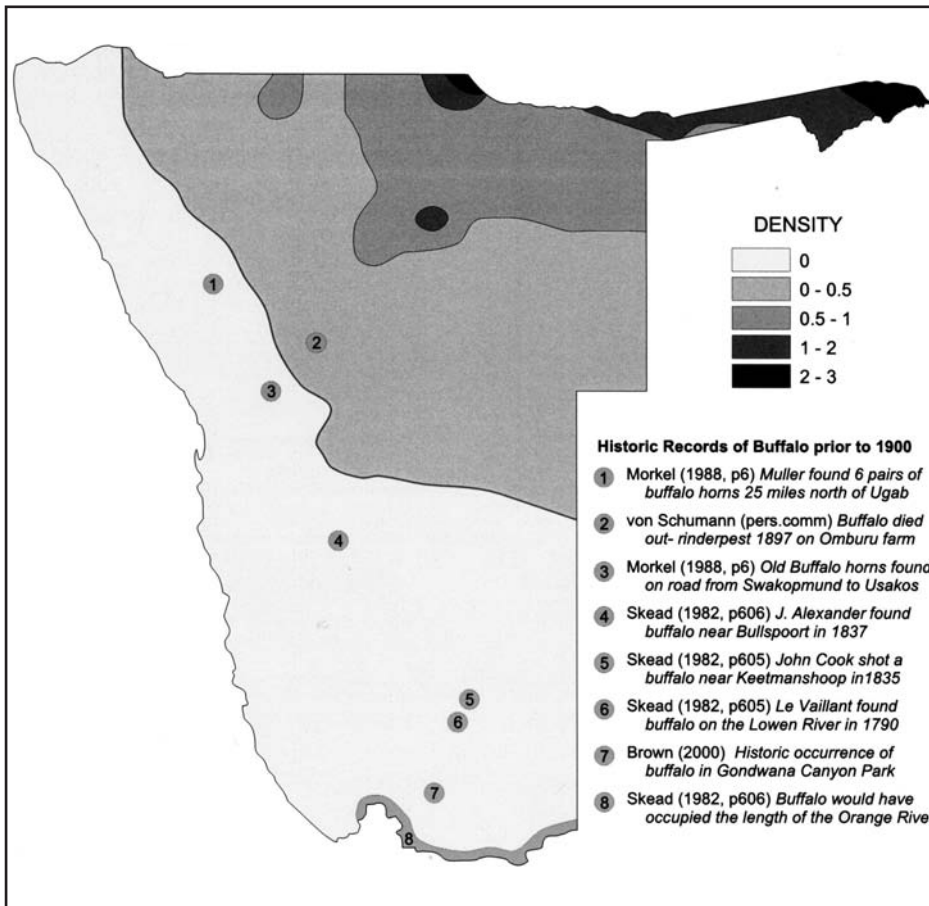 DENSITY
0
0 - 0.5
0.5 - 1
1 - 2
2 - 3
Historic Records of Buffalo prior to 1900
1 Morkel (1988, p6) Muller found 6 pairs of
buffalo horns 25 miles north of Ugab
2 von Schumann (pers.comm) Buffalo died
out- rinderpest 1897 on Omburu farm
3 Morkel (1988, p6) Old Buffalo horns found
on road from Swakopmund to Usakos
4 Skead (1982, p606) J. Alexander found
buffalo near Bullspoort in 1837
5 Skead (1982, p605) John Cook shot a
buffalo near Keetmanshoop in1835
6 Skead (1982, p605) Le Vaillant found
buffalo on the Lowen River in 1790
7 Brown (2000) Historic occurrence of
buffalo in Gondwana Canyon Park
8 Skead (1982, p606) Buffalo would have
occupied the length of the Orange Rive
1
2
3
4
5
6
7
8